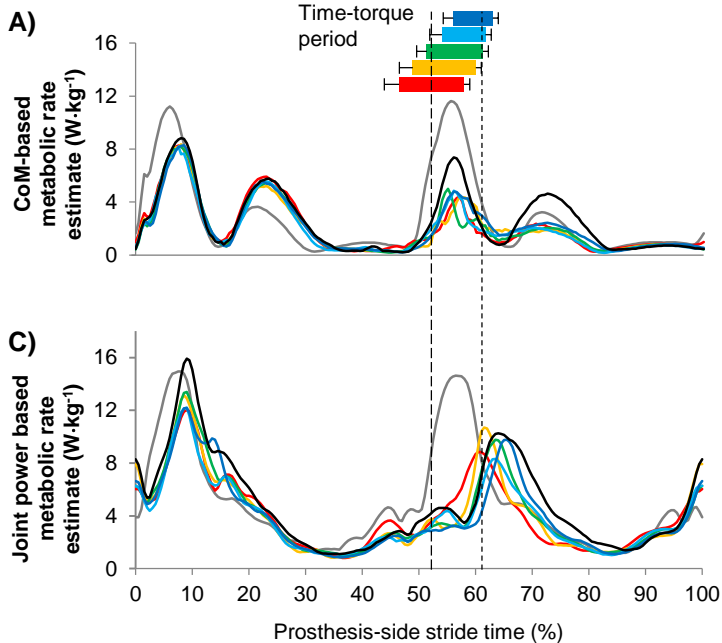 A)
Time-torque
period
CoM-based
metabolic rate
estimate (W·kg⁻¹)
16
12
8
4
0
C)
Joint power based
metabolic rate
estimate (W·kg⁻¹)
16
12
8
4
0
0 10 20 30 40 50 60 70 80 90 100
Prosthesis-side stride time (%)